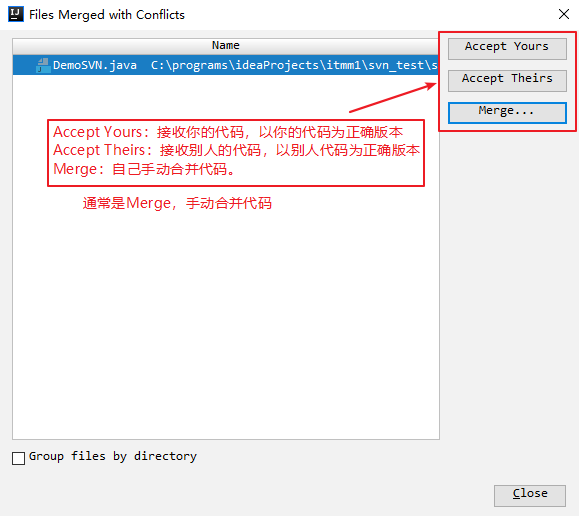 Files Merged with Conflicts
Name
DemoSVN.java C:\programs\ideaProjects\itmm1\svn_test\s
Accept Yours
Accept Theirs
Merge...
Accept Yours：接收你的代码，以你的代码为正确版本
Accept Theirs：接收别人的代码，以别人代码为正确版本
Merge：自己手动合并代码。
通常是Merge，手动合并代码
Group files by directory
Close